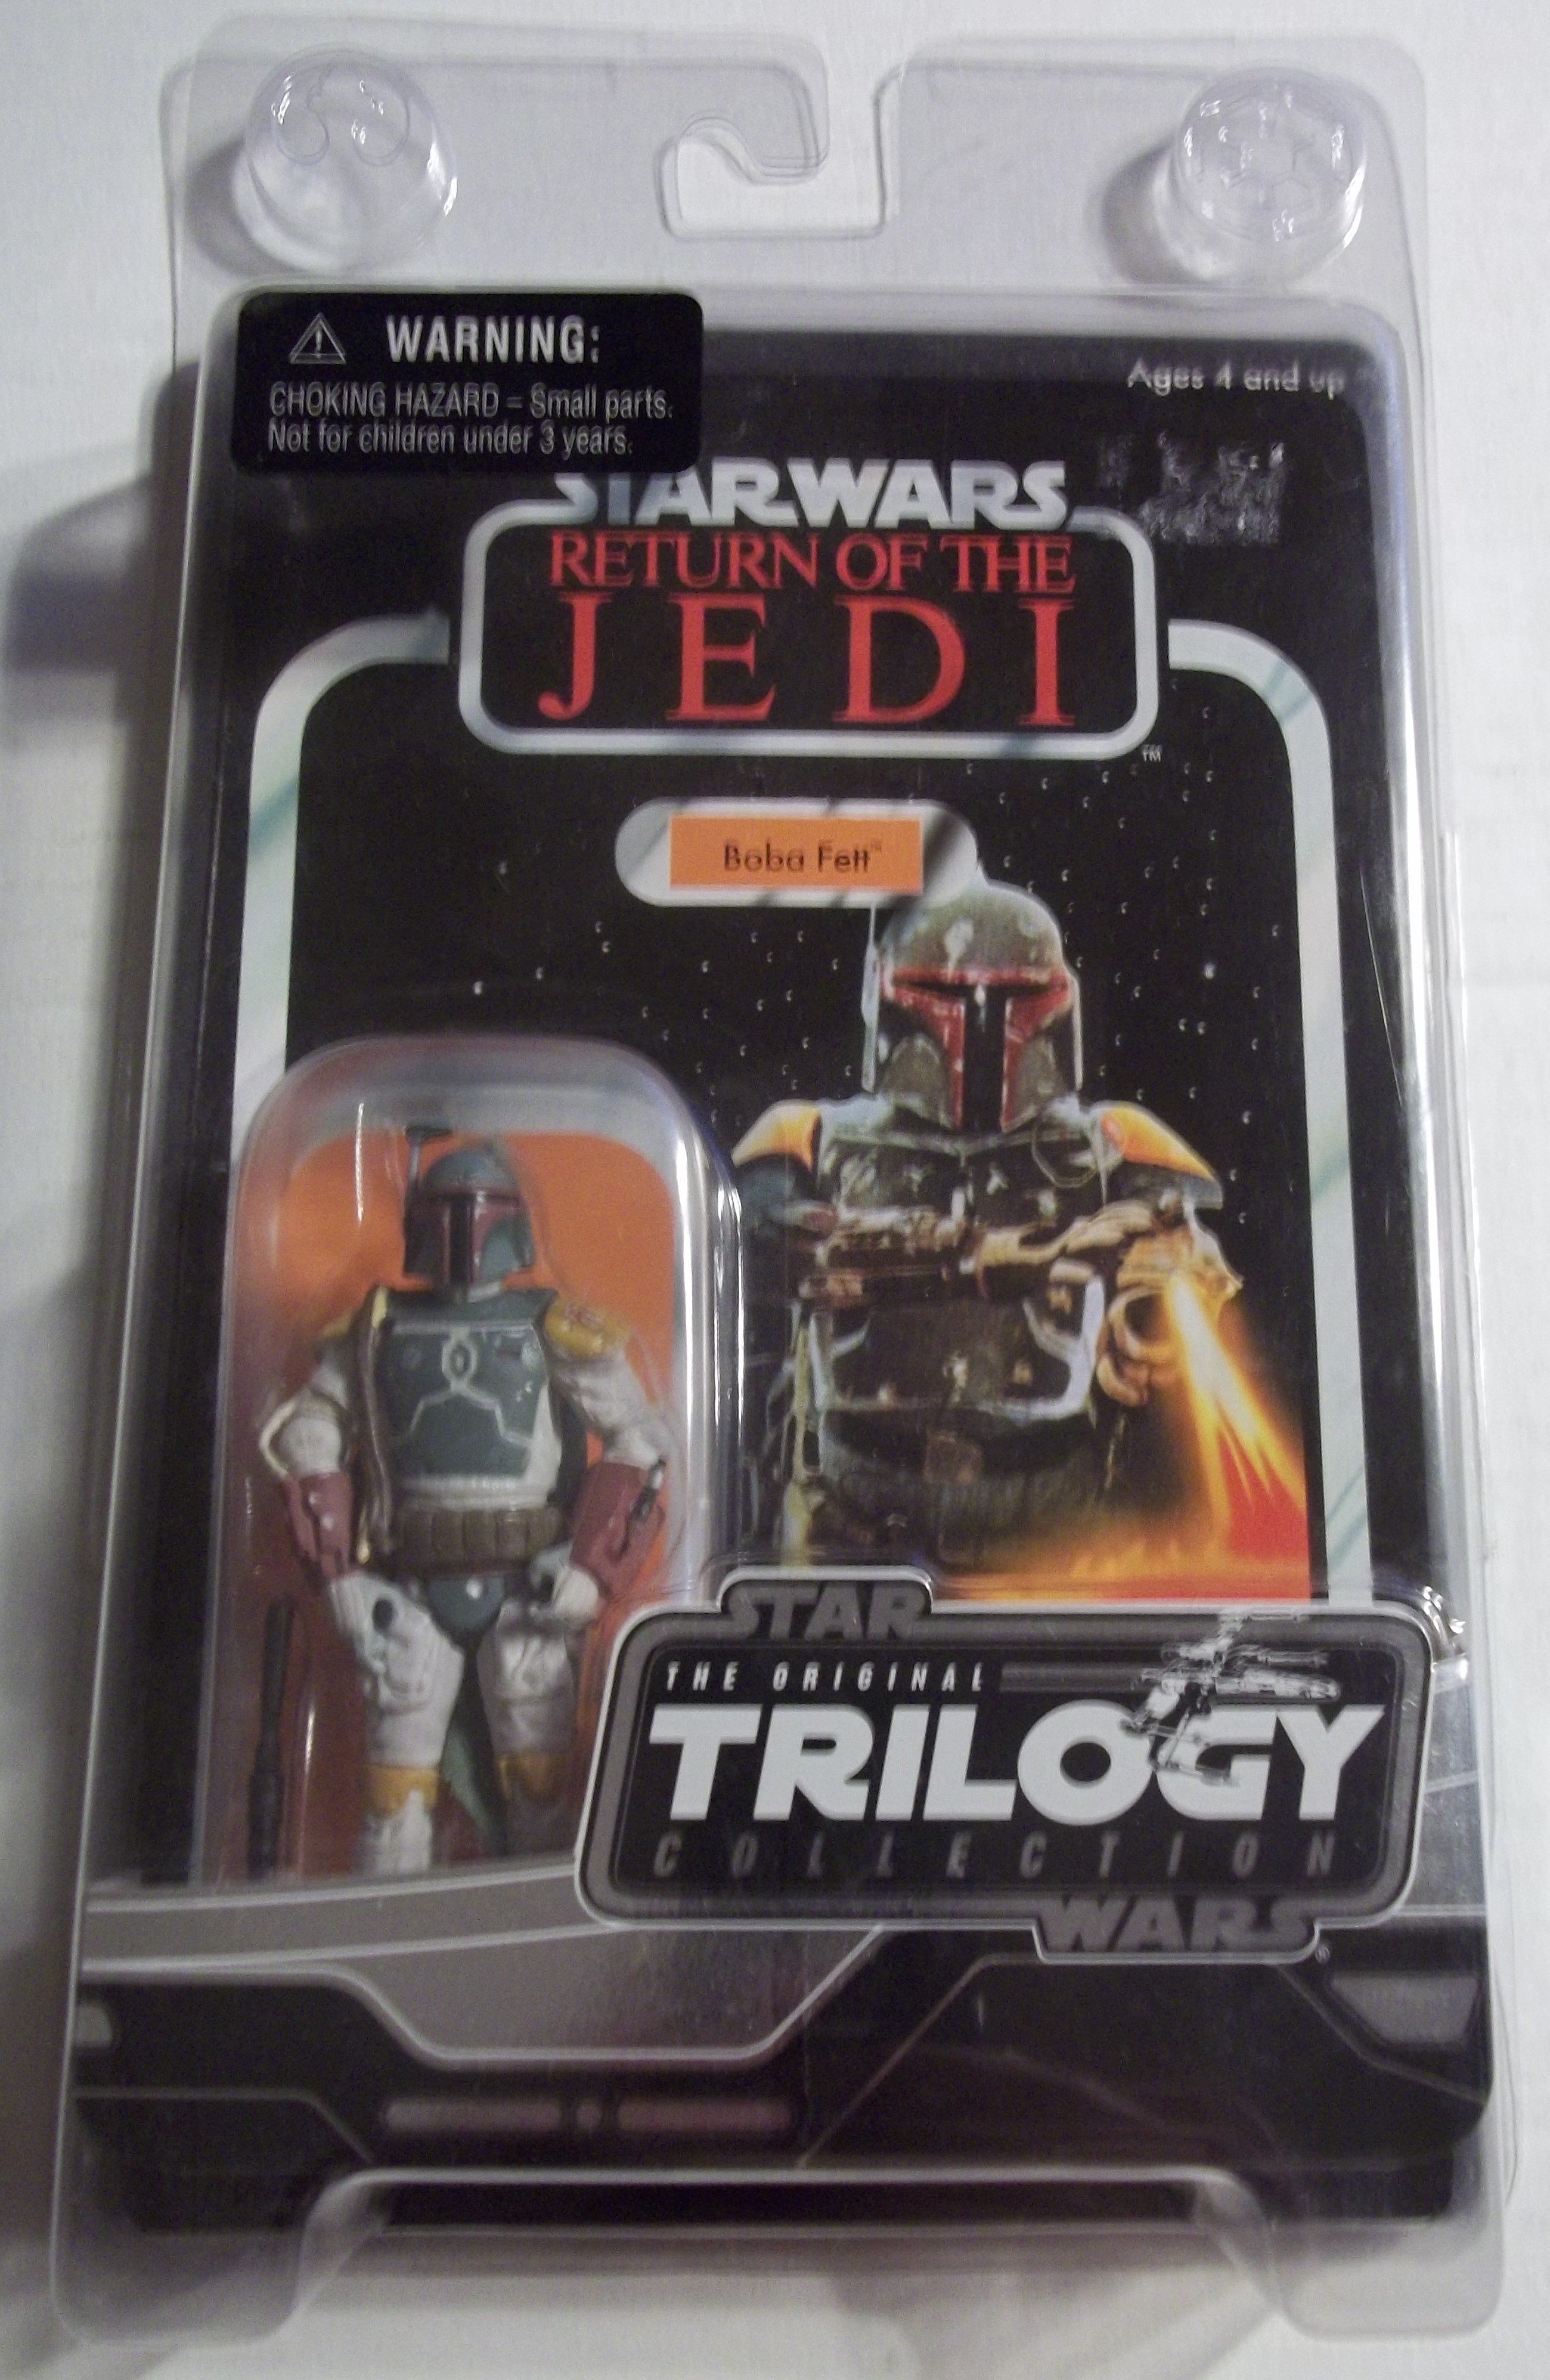 WARNING:
CHOKING HAZARD – Small parts.
Not for children under 3 years.
Ages 4 and up
STAR WARS
RETURN OF THE
JEDI
TM
Boba Fett™
STAR
THE ORIGINAL
TRILOGY
COLLECTION
WARS
®